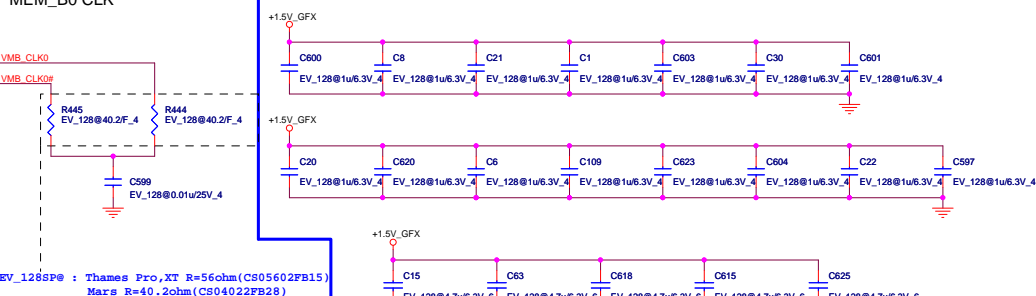 MEM_B0 CLK
+1.5V_GFX
C600 C8 C21 C1 C603 C30 C601
EV_128@1u/6.3V_4 EV_128@1u/6.3V_4 EV_128@1u/6.3V_4 EV_128@1u/6.3V_4 EV_128@1u/6.3V_4 EV_128@1u/6.3V_4 EV_128@1u/6.3V_4
VMB_CLK0
VMB_CLK0#
R445 R444
EV_128@40.2/F_4 EV_128@40.2/F_4
+1.5V_GFX
C20 C620 C6 C109 C623 C604 C22 C597
EV_128@1u/6.3V_4 EV_128@1u/6.3V_4 EV_128@1u/6.3V_4 EV_128@1u/6.3V_4 EV_128@1u/6.3V_4 EV_128@1u/6.3V_4 EV_128@1u/6.3V_4 EV_128@1u/6.3V_4
C599
EV_128@0.01u/25V_4
+1.5V_GFX
C15 C63 C618 C615 C625
EV_128SP@ : Thames Pro,XT R=56ohm(CS05602FB15)
Mars R=40.2ohm(CS04022FB28)